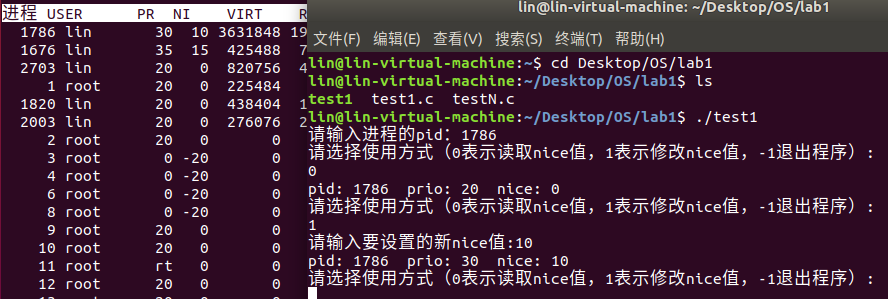 进程 USER PR NI VIRT R
1786 lin 30 10 3631848 19
1676 lin 35 15 425488 7
2703 lin 20 0 820756 4
1 root 20 0 225484
1820 lin 20 0 438404 1
2003 lin 20 0 276076 2
2 root 20 0 0
3 root 0 -20 0
4 root 0 -20 0
6 root 0 -20 0
8 root 0 -20 0
9 root 20 0 0
10 root 20 0 0
11 root rt 0 0
12 root 20 0 0
lin@lin-virtual-machine: ~/Desktop/OS/lab1
文件(F) 编辑(E) 查看(V) 搜索(S) 终端(T) 帮助(H)
lin@lin-virtual-machine:~$ cd Desktop/OS/lab1
lin@lin-virtual-machine:~/Desktop/OS/lab1$ ls
test1 test1.c testN.c
lin@lin-virtual-machine:~/Desktop/OS/lab1$ ./test1
请输入进程的pid: 1786
请选择使用方式（0表示读取nice值，1表示修改nice值，-1退出程序）：
0
pid: 1786 prio: 20 nice: 0
请选择使用方式（0表示读取nice值，1表示修改nice值，-1退出程序）：
1
请输入要设置的新nice值:10
pid: 1786 prio: 30 nice: 10
请选择使用方式（0表示读取nice值，1表示修改nice值，-1退出程序）：